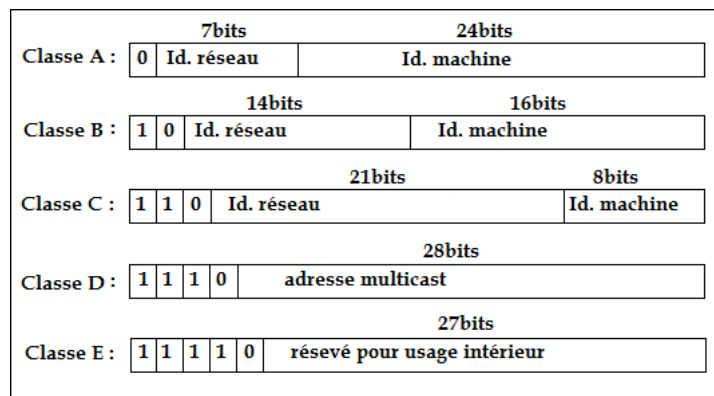 7bits 24bits
Classe A : 0 Id. réseau Id. machine
14bits 16bits
Classe B : 1 0 Id. réseau Id. machine
21bits 8bits
Classe C : 1 1 0 Id. réseau Id. machine
28bits
Classe D : 1 1 1 0 adresse multicast
27bits
Classe E : 1 1 1 1 0 résevé pour usage intérieur